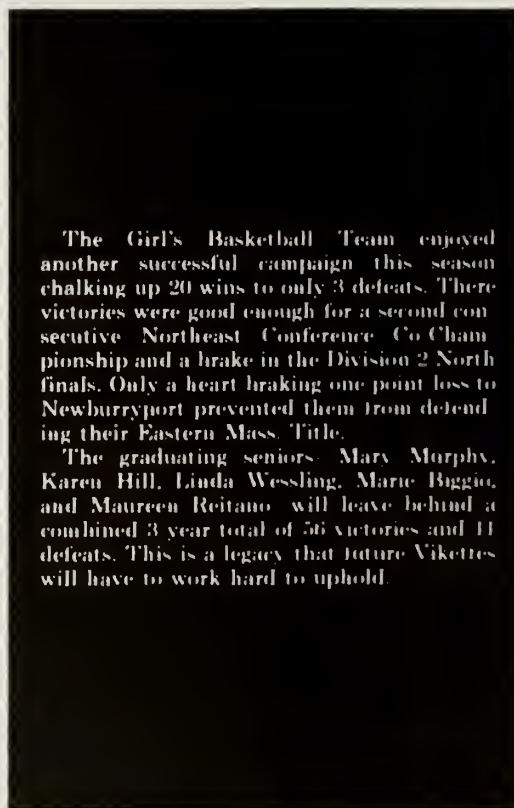 The Girl's Basketball Team enjoyed
another successful campaign this season
chalking up 20 wins to only 3 defeats. There
victories were good enough for a second con
secutive Northeast Conference Co Cham
pionship and a brake in the Division 2 North
finals. Only a heart braking one point loss to
Newburryport prevented them from defend
ing their Eastern Mass. Title.
The graduating seniors Mary Murphy,
Karen Hill, Linda Wessling, Marie Biggio,
and Maureen Reitano will leave behind a
combined 3 year total of 56 victories and 11
defeats. This is a legacy that future Vikettes
will have to work hard to uphold.